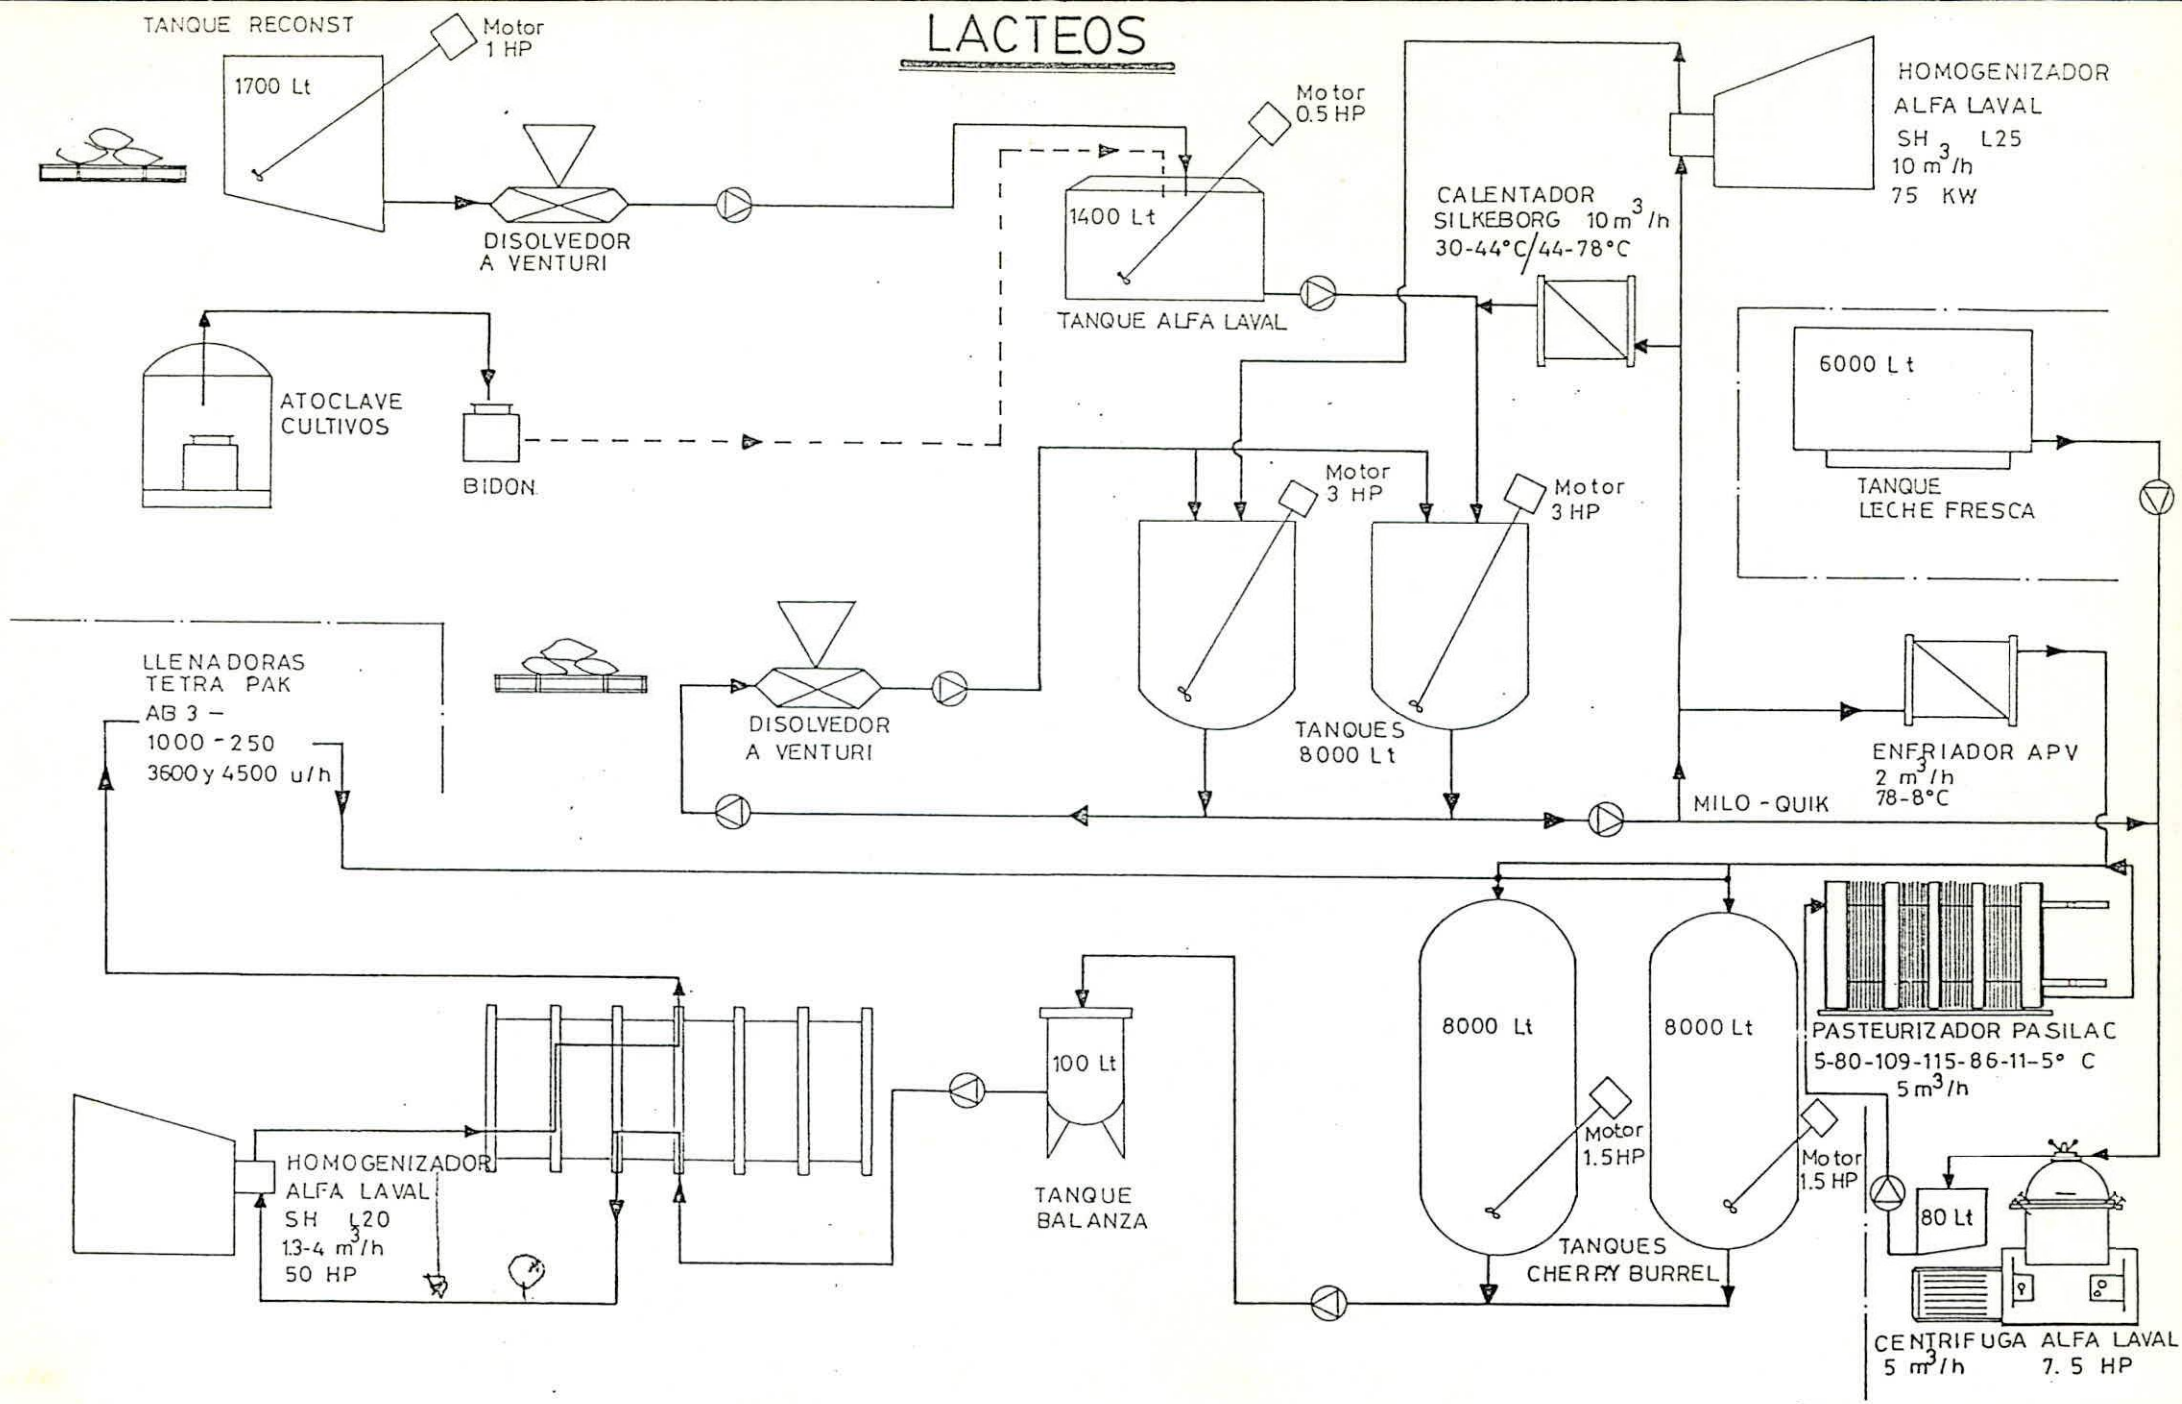 LACTEOS
TANQUE RECONST
Motor
1 HP
1700 Lt
DISOLVEDOR
A VENTURI
Motor
0.5 HP
1400 Lt
TANQUE ALFA LAVAL
CALENTADOR
SILKEBORG 10 m³/h
30-44°C/44-78°C
HOMOGENIZADOR
ALFA LAVAL
SH L25
10 m³/h
75 KW
ATOCLAVE
CULTIVOS
BIDON.
6000 Lt
TANQUE
LECHE FRESCA
Motor
3 HP
Motor
3 HP
TANQUES
8000 Lt
LLENADORAS
TETRA PAK
AB 3 –
1000 - 250
3600 y 4500 u/h
DISOLVEDOR
A VENTURI
ENFRIADOR APV
2 m³/h
78-8°C
MILO - QUIK
8000 Lt
Motor
1.5 HP
8000 Lt
Motor
1.5 HP
TANQUES
CHERRY BURREL
PASTEURIZADOR PASILAC
5-80-109-115-86-11-5° C
5 m³/h
100 Lt
TANQUE
BALANZA
HOMOGENIZADOR
ALFA LAVAL
SH L20
1.3-4 m³/h
50 HP
80 Lt
CENTRIFUGA ALFA LAVAL
5 m³/h 7.5 HP